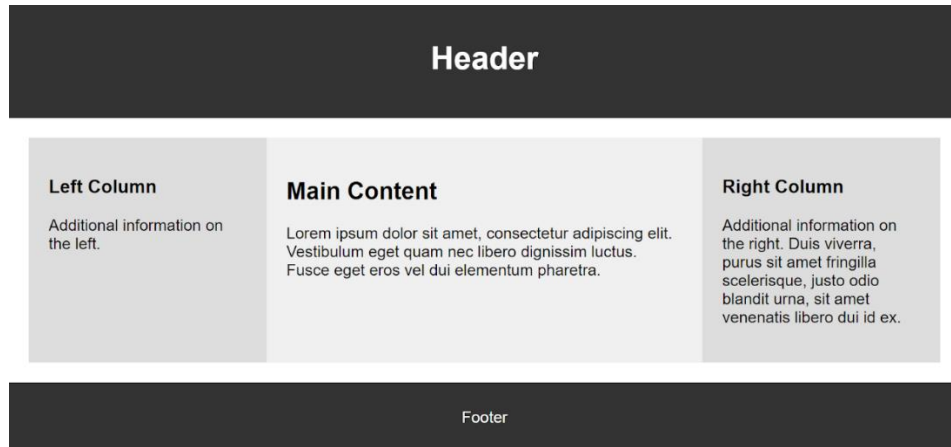 Header
Left Column
Additional information on
the left.
Main Content
Lorem ipsum dolor sit amet, consectetur adipiscing elit.
Vestibulum eget quam nec libero dignissim luctus.
Fusce eget eros vel dui elementum pharetra.
Right Column
Additional information on
the right. Duis viverra,
purus sit amet fringilla
scelerisque, justo odio
blandit urna, sit amet
venenatis libero dui id ex.
Footer